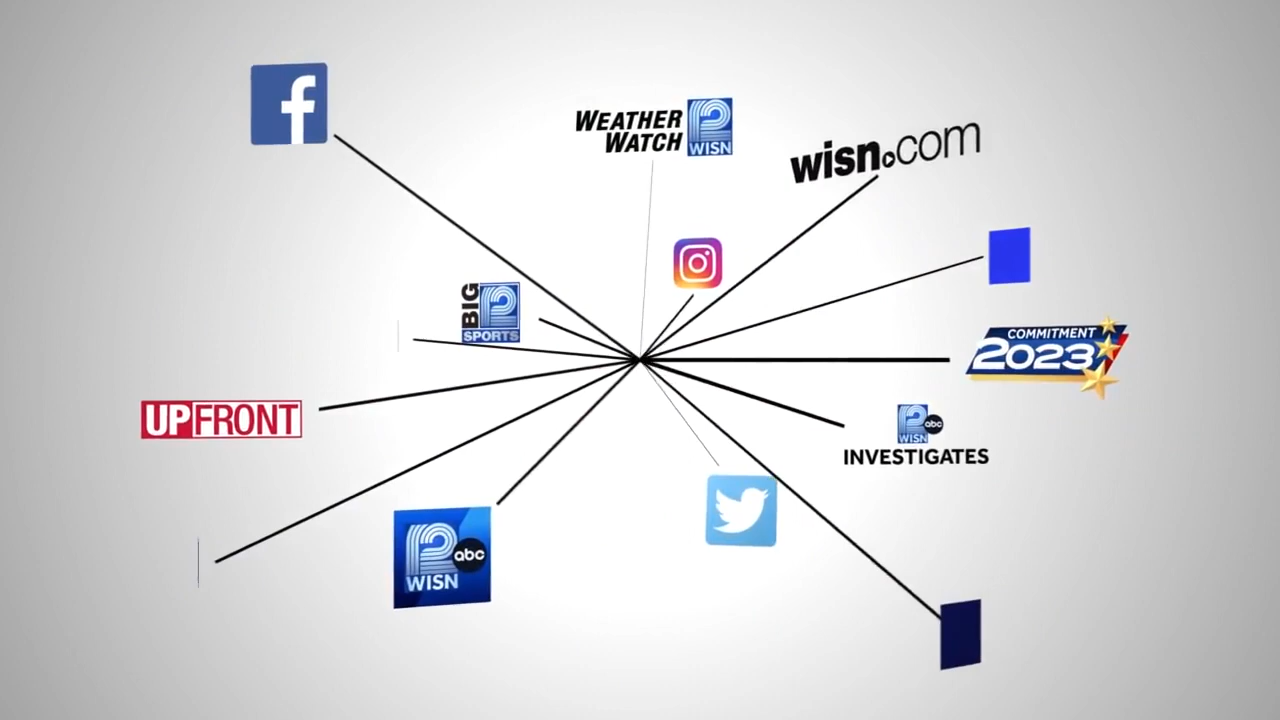 f
WEATHER
WATCH
12
WISN
wisn.com
BIG
12
SPORTS
COMMITMENT
2023
UPFRONT
12
abc
WISN
INVESTIGATES
12
abc
WISN